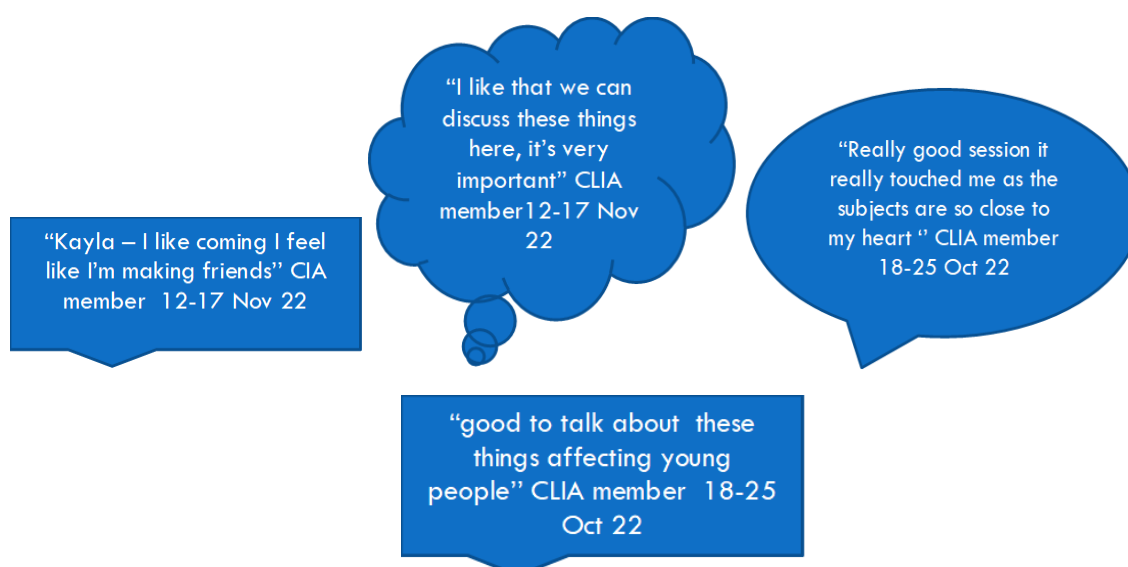 “I like that we can
discuss these things
here, it’s very
important” CLIA
member12-17 Nov
22
“Really good session it
really touched me as the
subjects are so close to
my heart ‘’ CLIA member
18-25 Oct 22
“Kayla – I like coming I feel
like I’m making friends” CIA
member  12-17 Nov 22
“good to talk about  these
things affecting young
people” CLIA member  18-25
Oct 22